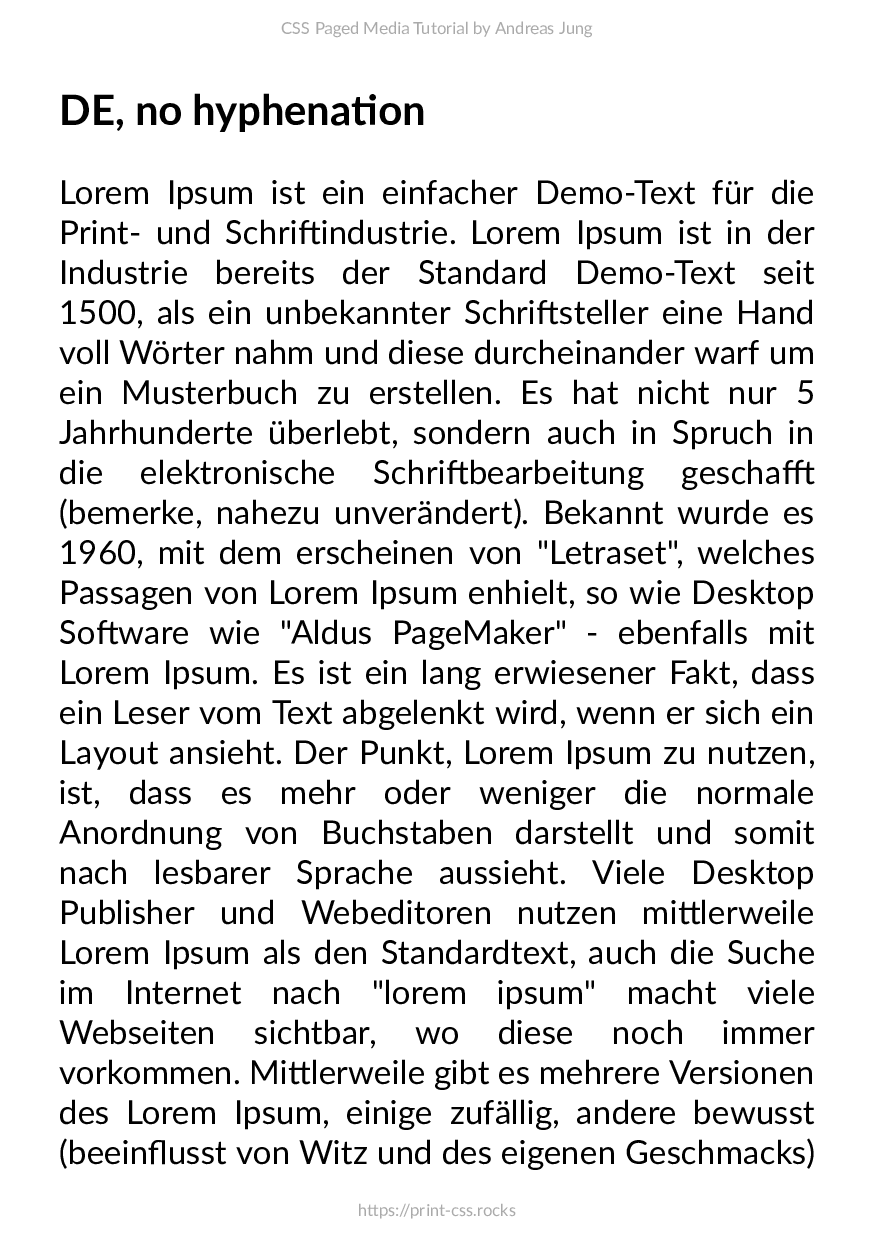 CSS Paged Media Tutorial by Andreas Jung
DE, no hyphenation
Lorem Ipsum ist ein einfacher Demo-Text für die
Print- und Schriftindustrie. Lorem Ipsum ist in der
Industrie bereits der Standard Demo-Text seit
1500, als ein unbekannter Schriftsteller eine Hand
voll Wörter nahm und diese durcheinander warf um
ein Musterbuch zu erstellen. Es hat nicht nur 5
Jahrhunderte überlebt, sondern auch in Spruch in
die elektronische Schriftbearbeitung geschafft
(bemerke, nahezu unverändert). Bekannt wurde es
1960, mit dem erscheinen von "Letraset", welches
Passagen von Lorem Ipsum enhielt, so wie Desktop
Software wie "Aldus PageMaker" - ebenfalls mit
Lorem Ipsum. Es ist ein lang erwiesener Fakt, dass
ein Leser vom Text abgelenkt wird, wenn er sich ein
Layout ansieht. Der Punkt, Lorem Ipsum zu nutzen,
ist, dass es mehr oder weniger die normale
Anordnung von Buchstaben darstellt und somit
nach lesbarer Sprache aussieht. Viele Desktop
Publisher und Webeditoren nutzen mittlerweile
Lorem Ipsum als den Standardtext, auch die Suche
im Internet nach "lorem ipsum" macht viele
Webseiten sichtbar, wo diese noch immer
vorkommen. Mittlerweile gibt es mehrere Versionen
des Lorem Ipsum, einige zufällig, andere bewusst
(beeinflusst von Witz und des eigenen Geschmacks)
https://print-css.rocks